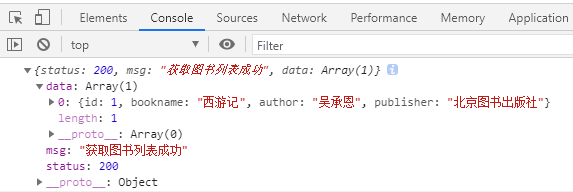 Elements Console Sources Network Performance Memory
top Filter
{status: 200, msg: "获取图书列表成功", data: Array(1)} i
data: Array(1)
0: {id: 1, bookname: "西游记", author: "吴承恩", publisher: "北京图书出版社"}
length: 1
__proto__: Array(0)
msg: "获取图书列表成功"
status: 200
__proto__: Object